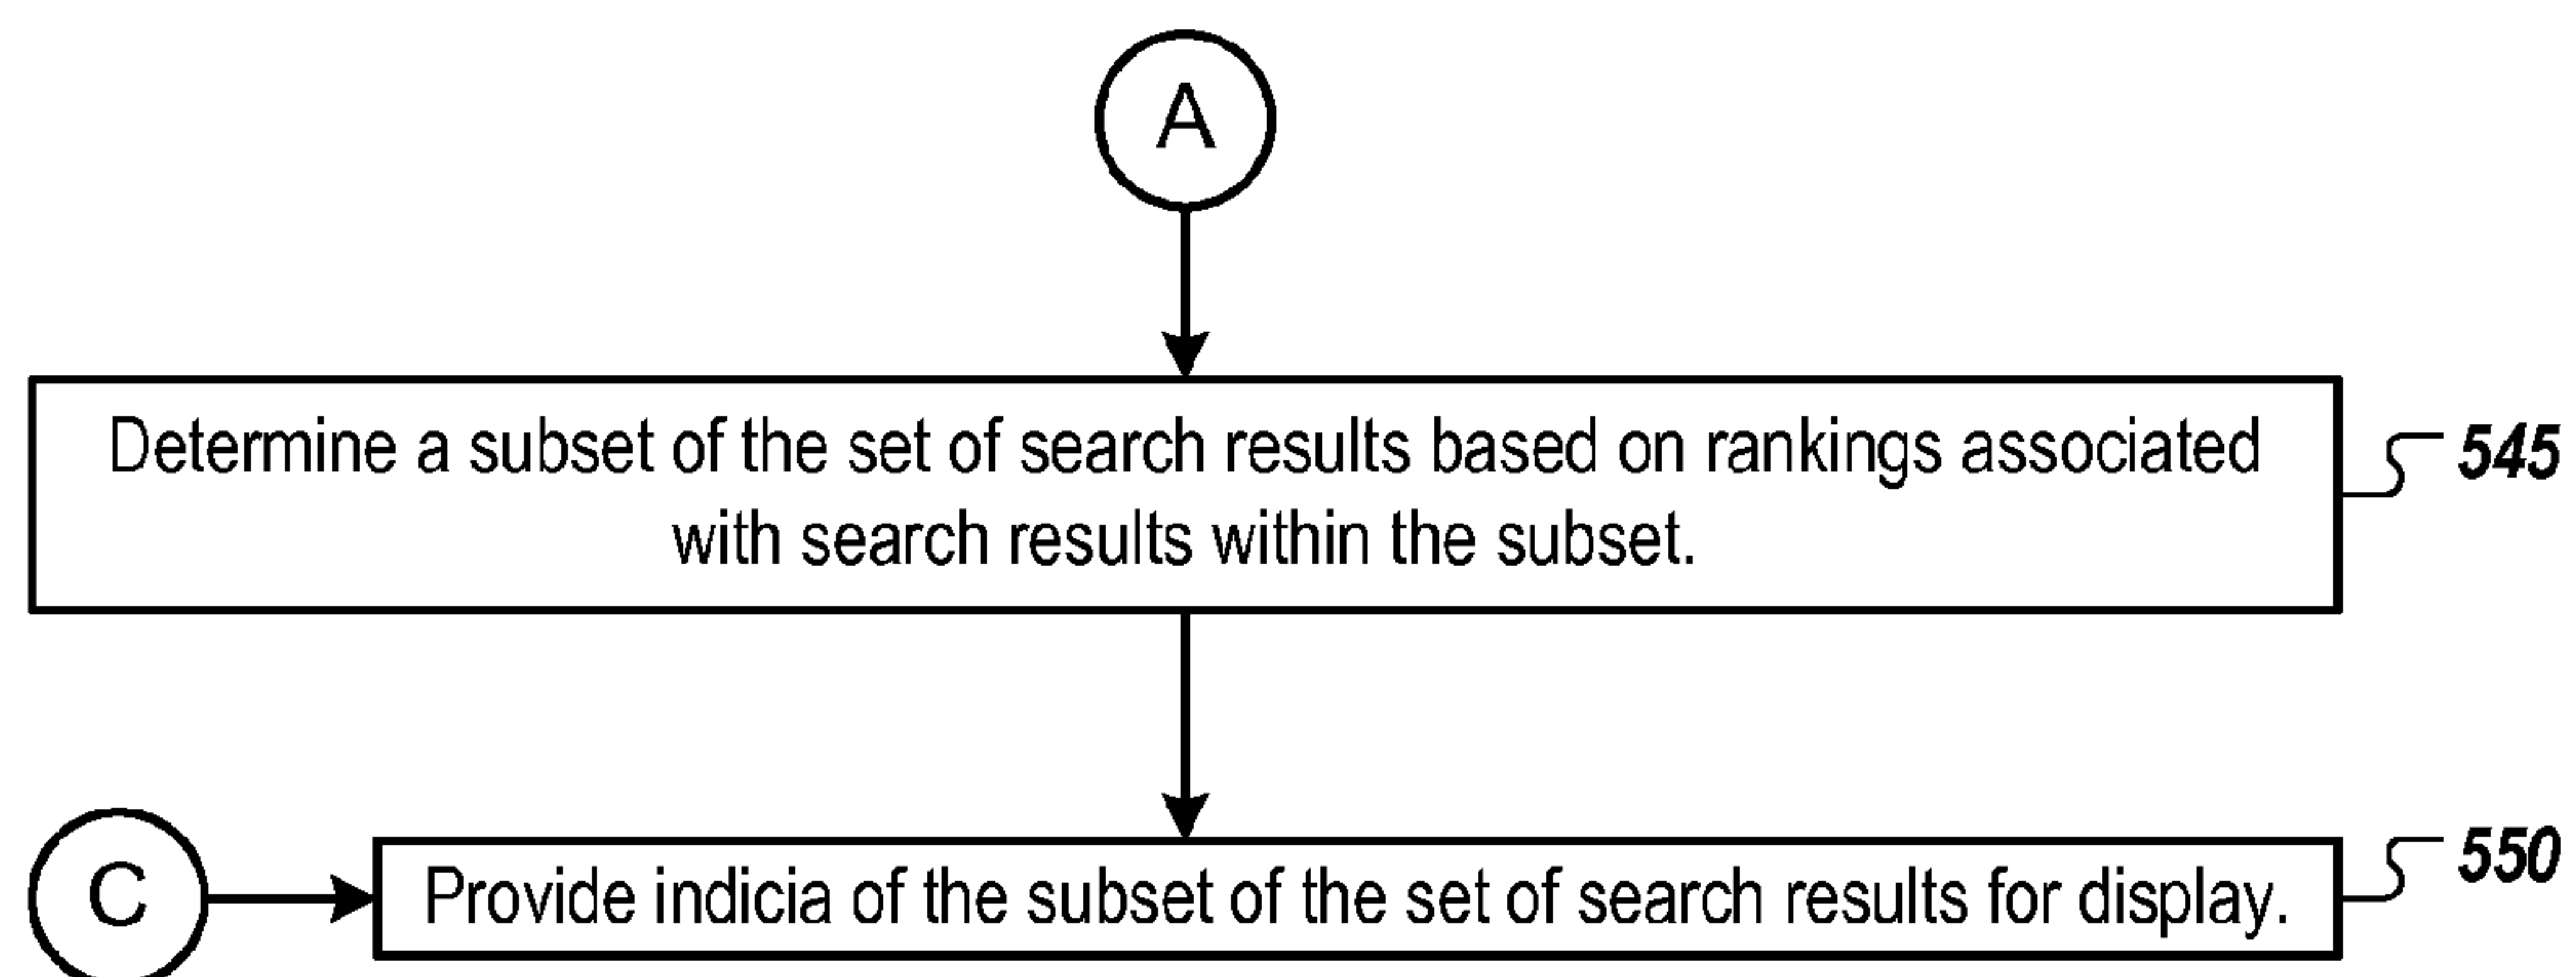 A
Determine a subset of the set of search results based on rankings associated
with search results within the subset.
545
C
Provide indicia of the subset of the set of search results for display.
550